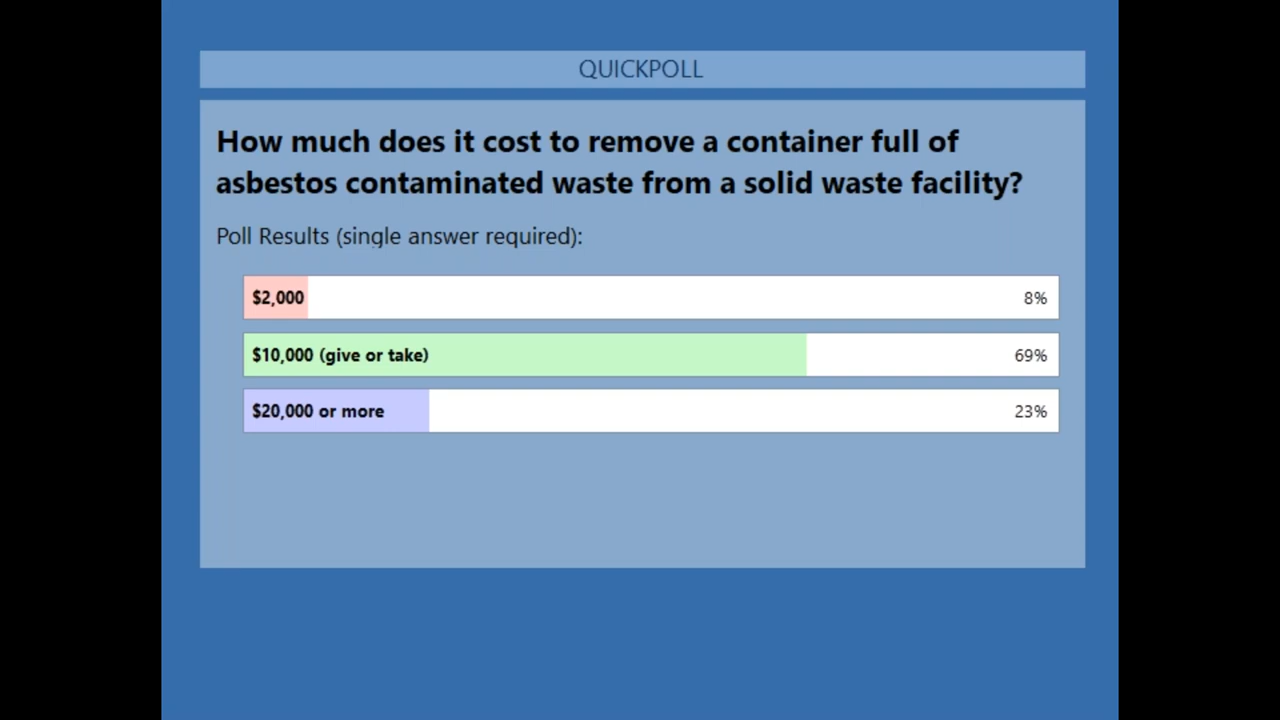 QUICKPOLL
How much does it cost to remove a container full of
asbestos contaminated waste from a solid waste facility?
Poll Results (single answer required):
$2,000 8%
$10,000 (give or take) 69%
$20,000 or more 23%